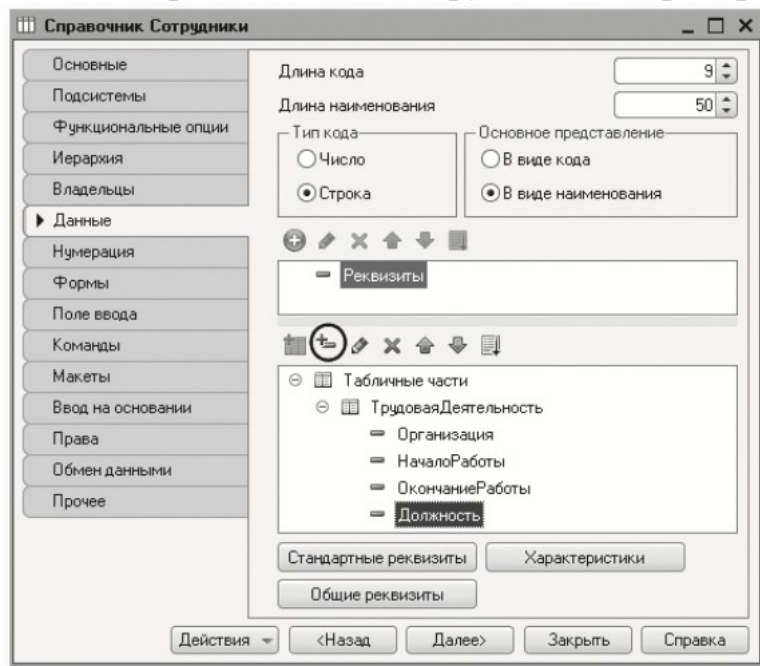 Справочник Сотрудники
Основные
Подсистемы
Функциональные опции
Иерархия
Владельцы
Данные
Нумерация
Формы
Поле ввода
Команды
Макеты
Ввод на основании
Права
Обмен данными
Прочее
Длина кода 9
Длина наименования 50
Тип кода
Число
Строка
Основное представление
В виде кода
В виде наименования
Реквизиты
Табличные части
ТрудоваяДеятельность
Организация
НачалоРаботы
ОкончаниеРаботы
Должность
Стандартные реквизиты Характеристики
Общие реквизиты
Действия <Назад Далее> Закрыть Справка